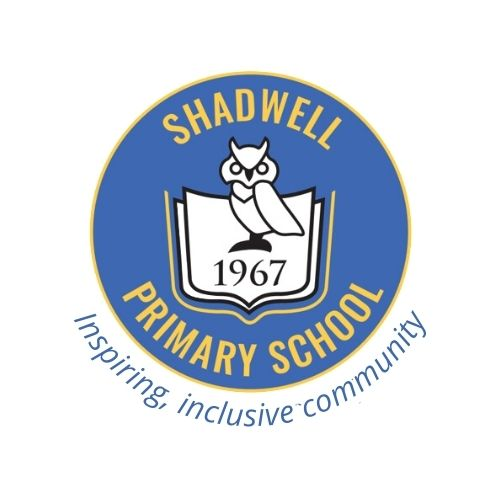 SHADWELL
1967
PRIMARY SCHOOL
Inspiring, inclusive community